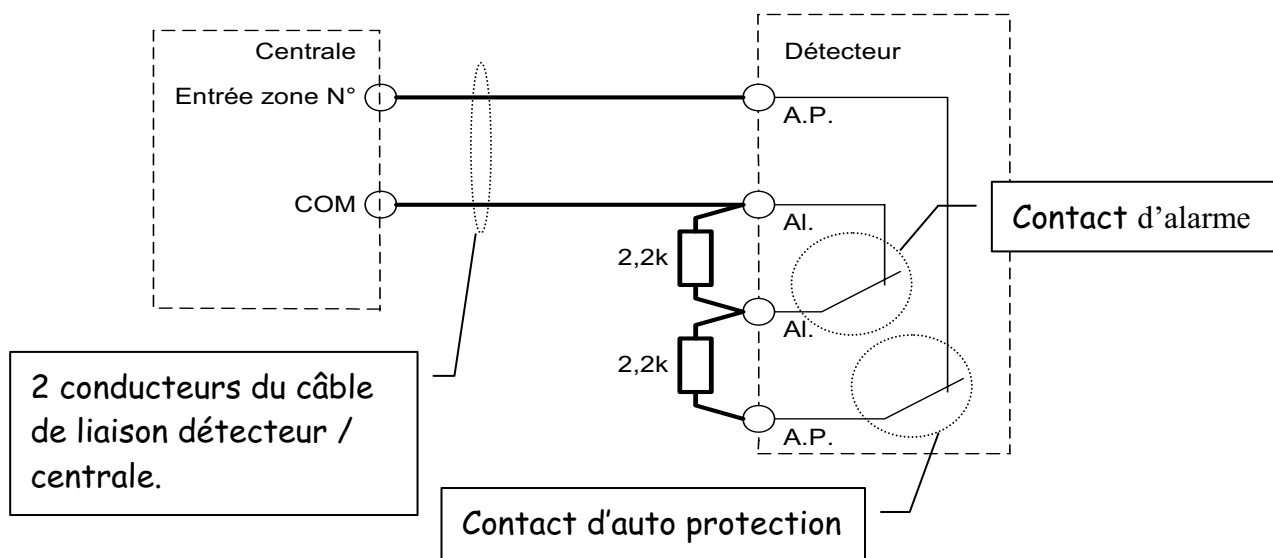 Centrale
Détecteur
Entrée zone N°
A.P.
COM
Al.
Contact d'alarme
2,2k
Al.
2,2k
A.P.
2 conducteurs du câble
de liaison détecteur /
centrale.
Contact d'auto protection